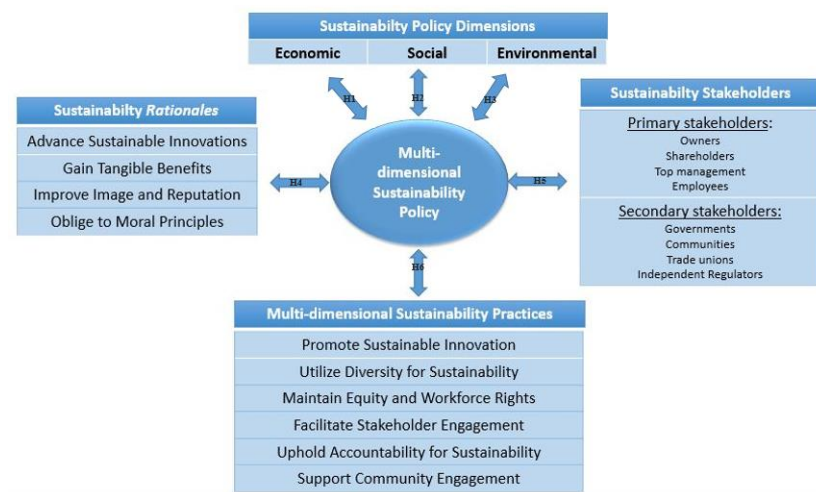 Sustainabilty Policy Dimensions
Economic Social Environmental
H1 H2 H3
Sustainabilty Rationales
Advance Sustainable Innovations
Gain Tangible Benefits
Improve Image and Reputation
Oblige to Moral Principles
H4
Multi-
dimensional
Sustainability
Policy
H5
Sustainabilty Stakeholders
Primary stakeholders:
Owners
Shareholders
Top management
Employees
Secondary stakeholders:
Governments
Communities
Trade unions
Independent Regulators
H6
Multi-dimensional Sustainability Practices
Promote Sustainable Innovation
Utilize Diversity for Sustainability
Maintain Equity and Workforce Rights
Facilitate Stakeholder Engagement
Uphold Accountability for Sustainability
Support Community Engagement